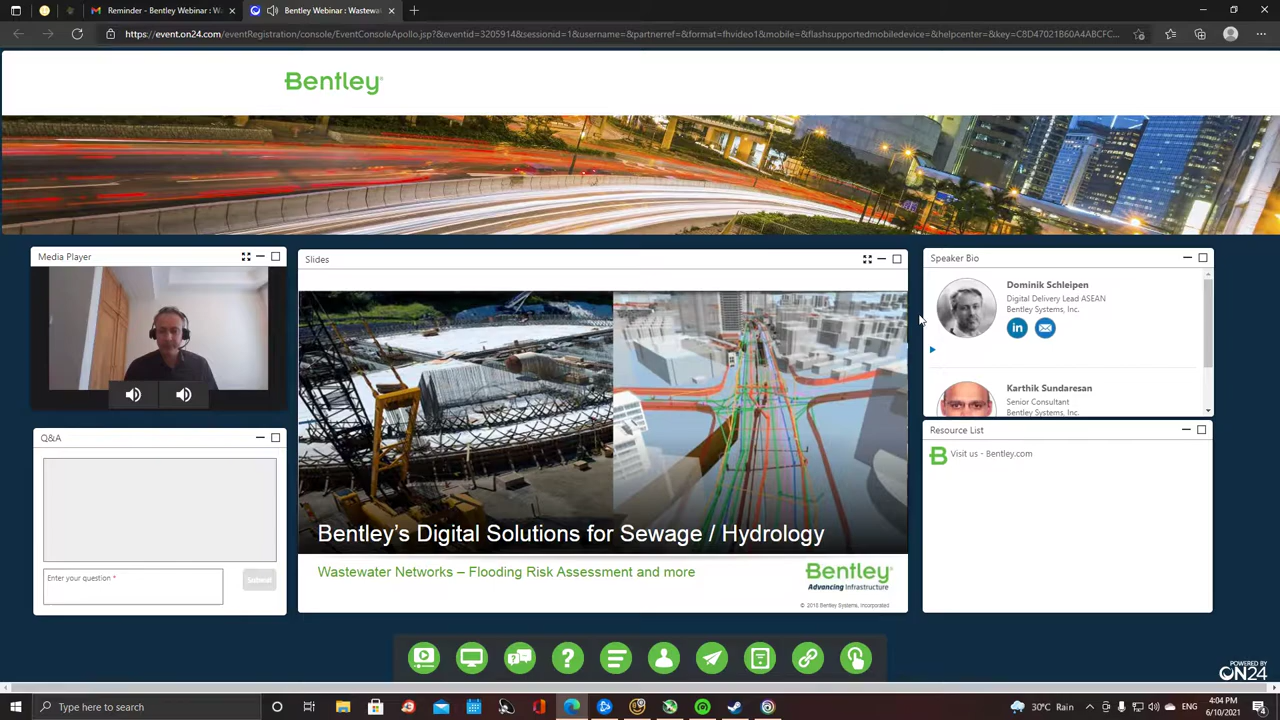 Reminder - Bentley Webinar : Wa
Bentley Webinar : Wastewa
https://event.on24.com/eventRegistration/console/EventConsoleApollo.jsp?&eventid=3205914&sessionid=1&username=&partnerref=&format=fhvideo1&mobile=&flashsupportedmobiledevice=&helpcenter=&key=C8D47021B60A4ABCFC...
Bentley
Media Player
Slides
Speaker Bio
Dominik Schleipen
Digital Delivery Lead ASEAN
Bentley Systems, Inc.
in
Karthik Sundaresan
Senior Consultant
Bentley Systems, Inc.
Q&A
Enter your question *
Submit
Bentley's Digital Solutions for Sewage / Hydrology
Wastewater Networks – Flooding Risk Assessment and more
Bentley
Advancing Infrastructure
© 2016 Bentley Systems, Incorporated
Resource List
B Visit us - Bentley.com
POWERED BY
ON24
Type here to search
30°C Rain
4:04 PM
6/10/2021